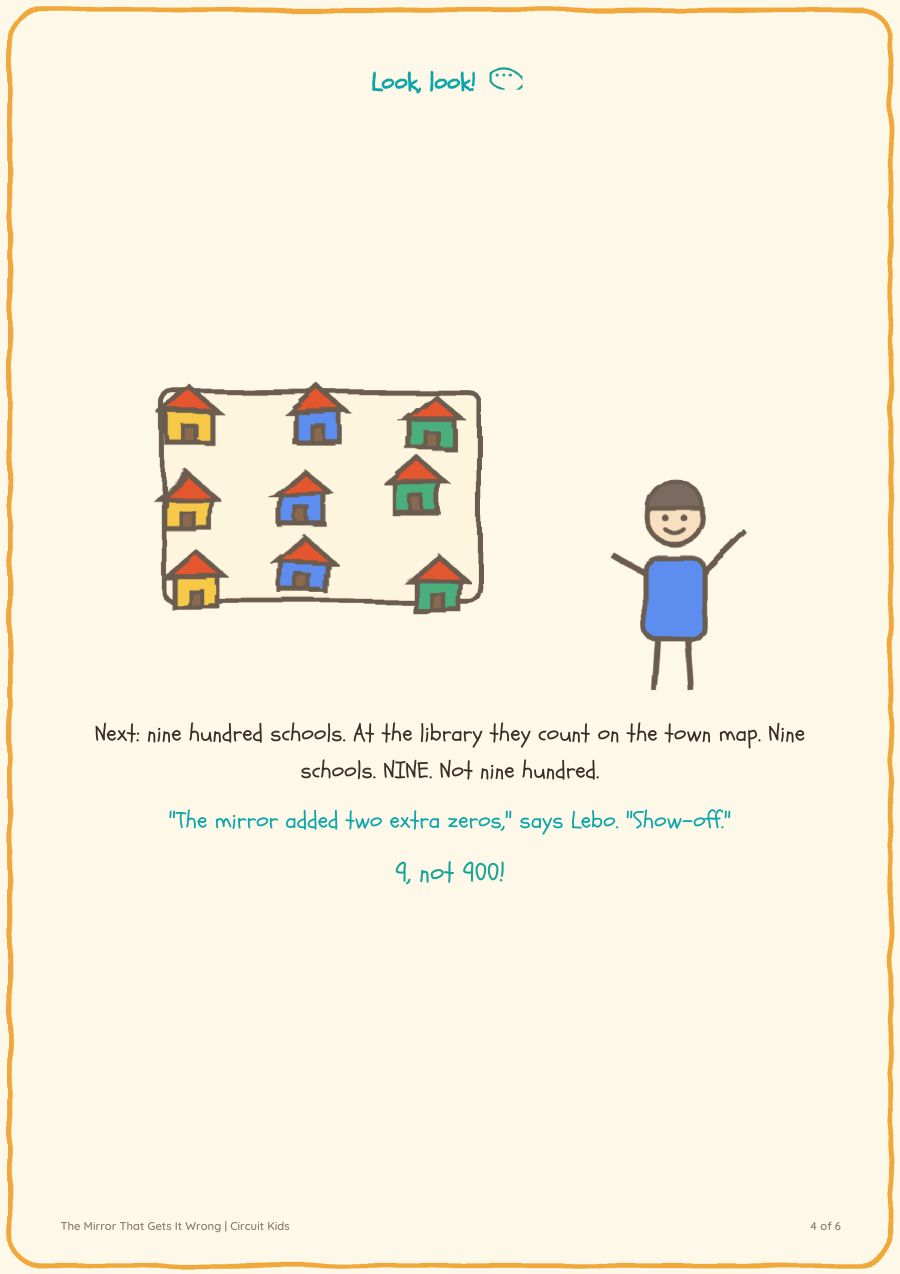 Look, look!
Next: nine hundred schools. At the library they count on the town map. Nine
schools. NINE. Not nine hundred.
"The mirror added two extra zeros," says Lebo. "Show-off."
9, not 900!
The Mirror That Gets It Wrong | Circuit Kids
4 of 6